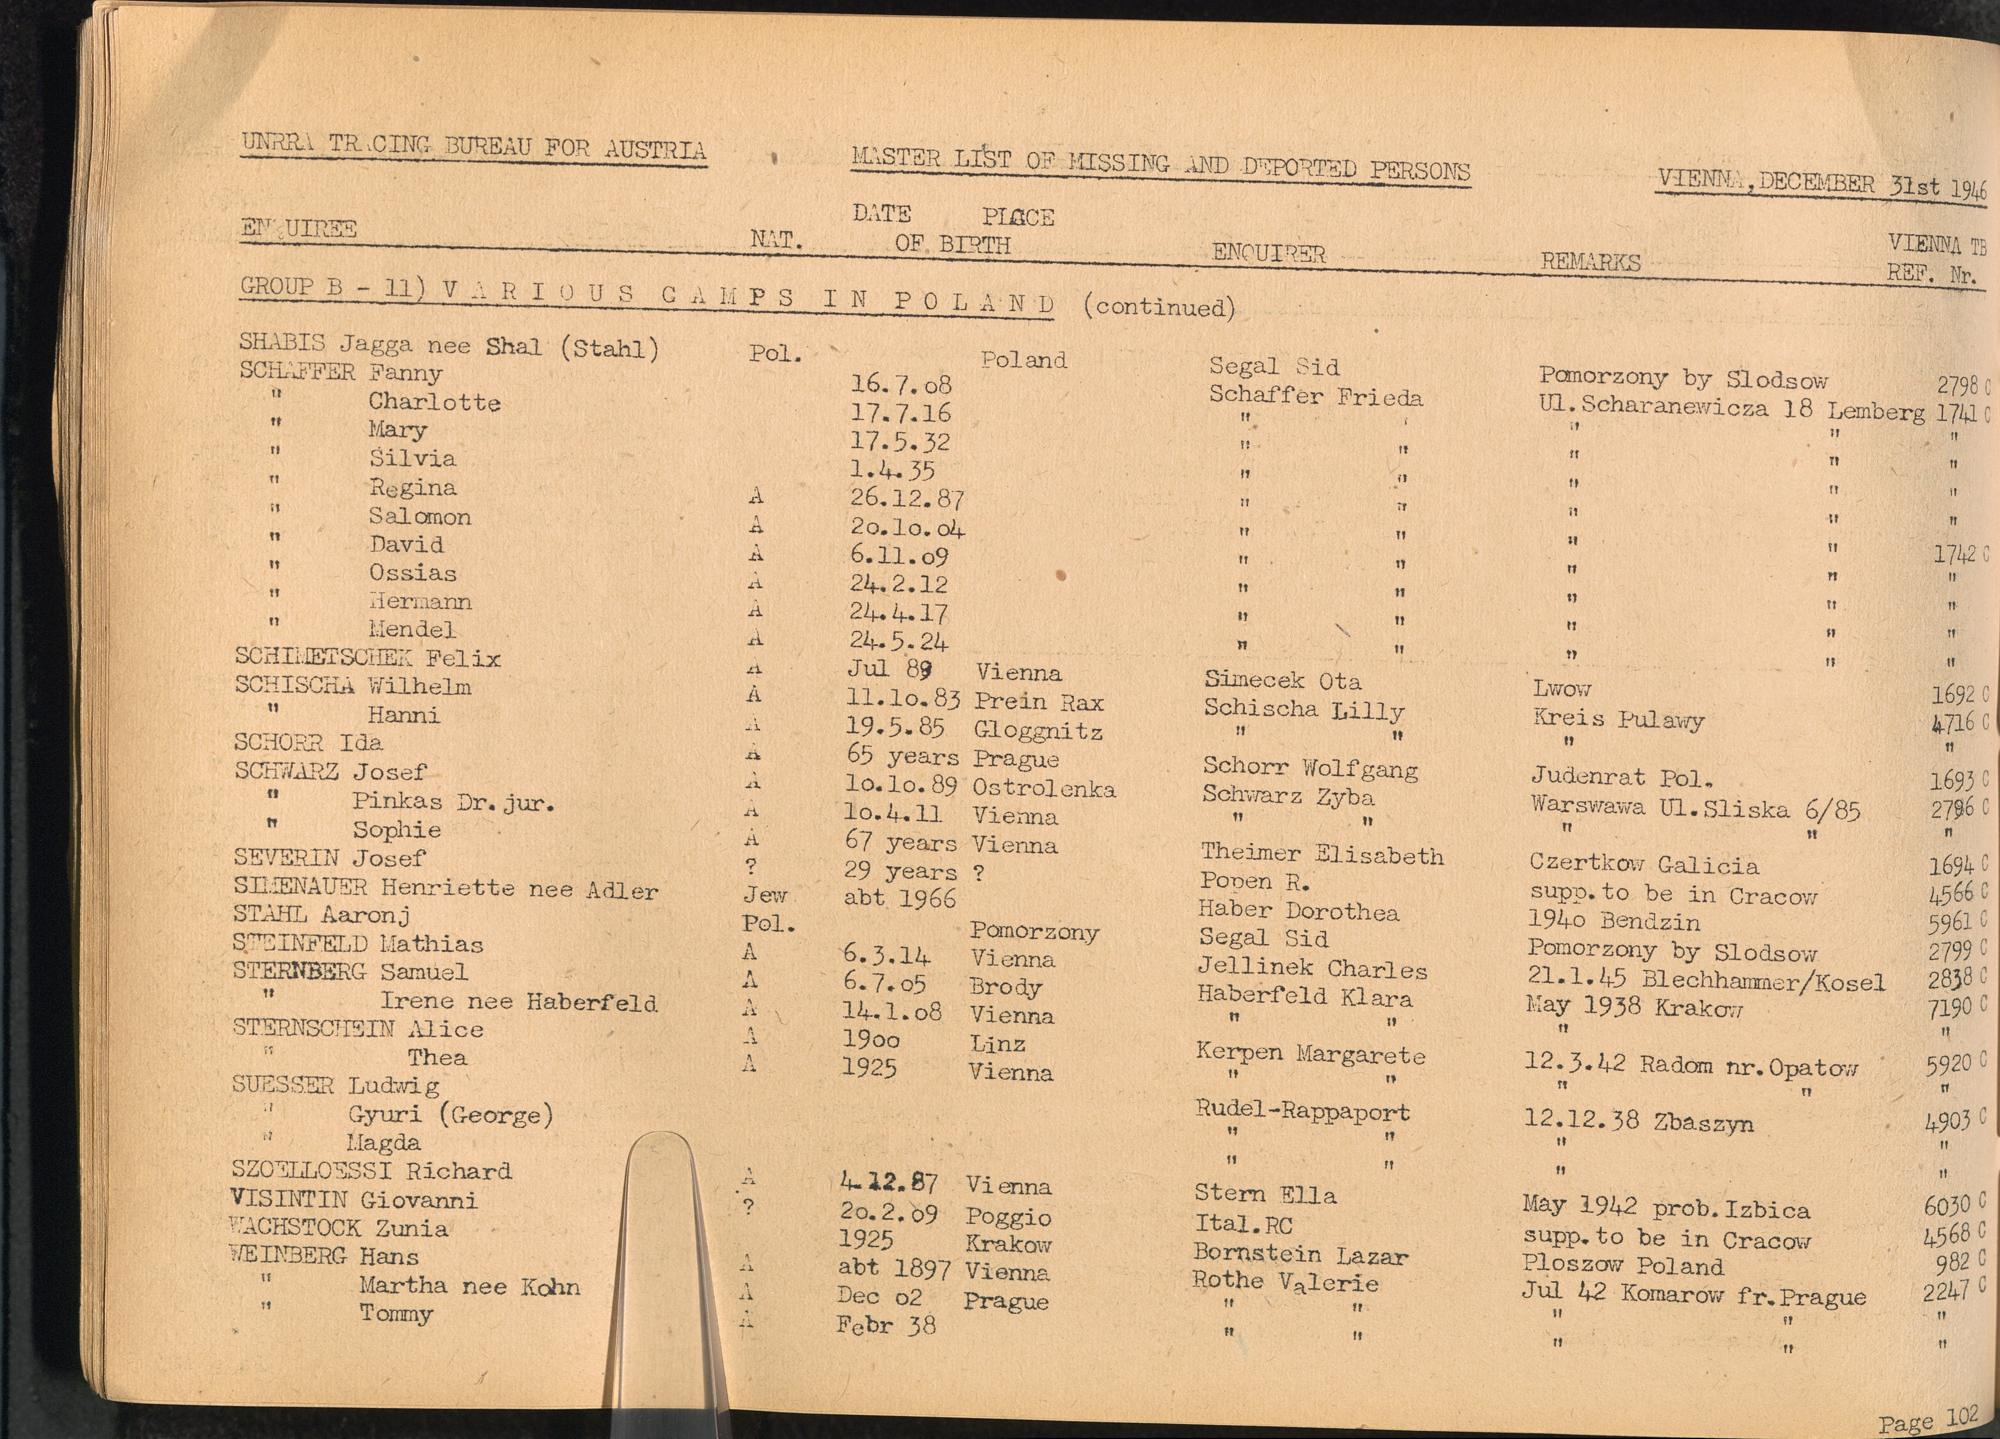 UNRRA TRACING BUREAU FOR AUSTRIA MASTER LIST OF MISSING AND DEPORTED PERSONS VIENNA, DECEMBER 31st 1946
ENQUIREE NAT. DATE PLACE OF BIRTH ENQUIRER REMARKS VIENNA TB REF. Nr.
GROUP B - 11) VARIOUS CAMPS IN POLAND (continued)
SHABIS Jagga nee Shal (Stahl) Pol. Poland Segal Sid Pomorzony by Slodsow 2798 C
SCHAFFER Fanny 16.7.08 Schaffer Frieda Ul.Scharanewicza 18 Lemberg 1741 C
" Charlotte 17.7.16 " " " " "
" Mary 17.5.32 " " " " "
" Silvia 1.4.35 " " " " "
" Regina A 26.12.87 " " " " "
" Salomon A 20.10.04 " " " " 1742 C
" David A 6.11.09 " " " " "
" Ossias A 24.2.12 " " " " "
" Hermann A 24.4.17 " " " " "
" Mendel A 24.5.24 " " " " "
SCHIMETSCHEK Felix A Jul 89 Vienna Simecek Ota Lwow 1692 C
SCHISCHA Wilhelm A 11.10.83 Prein Rax Schischa Lilly Kreis Pulawy 4716 C
" Hanni A 19.5.85 Gloggnitz " " " "
SCHORR Ida A 65 years Prague Schorr Wolfgang Judenrat Pol. 1693 C
SCHWARZ Josef A 10.10.89 Ostrolenka Schwarz Zyba Warswawa Ul.Sliska 6/85 2796 C
" Pinkas Dr.jur. A 10.4.11 Vienna " " " " "
" Sophie A 67 years Vienna Theimer Elisabeth Czertkow Galicia 1694 C
SEVERIN Josef ? 29 years ? Popen R. supp.to be in Cracow 4566 C
SIMENAUER Henriette nee Adler Jew abt 1966 Haber Dorothea 1940 Bendzin 5961 C
STAHL Aaronj Pol. Pomorzony Segal Sid Pomorzony by Slodsow 2799 C
STEINFELD Mathias A 6.3.14 Vienna Jellinek Charles 21.1.45 Blechhammer/Kosel 2838 C
STERNBERG Samuel A 6.7.05 Brody Haberfeld Klara May 1938 Krakow 7190 C
" Irene nee Haberfeld A 14.1.08 Vienna " " " "
STERNSCHEIN Alice A 1900 Linz Kerpen Margarete 12.3.42 Radom nr.Opatow 5920 C
" Thea A 1925 Vienna " " " " "
SUESSER Ludwig Rudel-Rappaport 12.12.38 Zbaszyn 4903 C
" Gyuri (George) " " " "
" Magda " " " "
SZOELLOESSI Richard A 4.12.87 Vienna Stern Ella May 1942 prob.Izbica 6030 C
VISINTIN Giovanni ? 20.2.09 Poggio Ital.RC supp.to be in Cracow 4568 C
WACHSTOCK Zunia 1925 Krakow Bornstein Lazar Ploszow Poland 982 C
WEINBERG Hans A abt 1897 Vienna Rothe Valerie Jul 42 Komarow fr.Prague 2247 C
" Martha nee Kohn A Dec 02 Prague " " " " "
" Tommy A Febr 38 " " " " "
Page 102